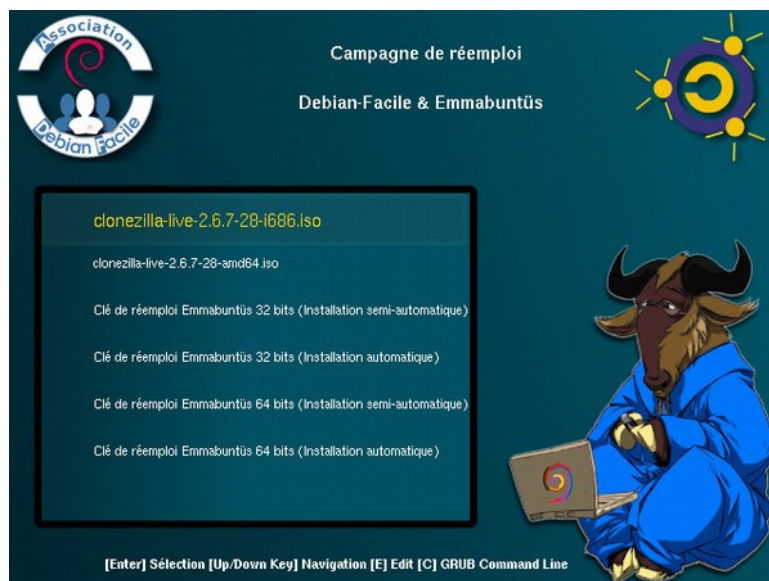 Association
Debian Facile
Campagne de réemploi
Debian-Facile & Emmabuntüs
clonezilla-live-2.6.7-28-i686.iso
clonezilla-live-2.6.7-28-amd64.iso
Clé de réemploi Emmabuntüs 32 bits (Installation semi-automatique)
Clé de réemploi Emmabuntüs 32 bits (Installation automatique)
Clé de réemploi Emmabuntüs 64 bits (Installation semi-automatique)
Clé de réemploi Emmabuntüs 64 bits (Installation automatique)
[Enter] Sélection [Up/Down Key] Navigation [E] Edit [C] GRUB Command Line